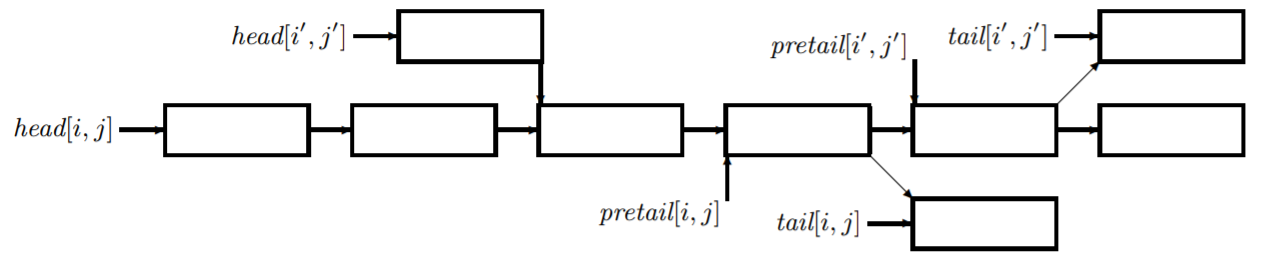 head[i′, j′]
pretail[i′, j′]
tail[i′, j′]
head[i, j]
pretail[i, j]
tail[i, j]